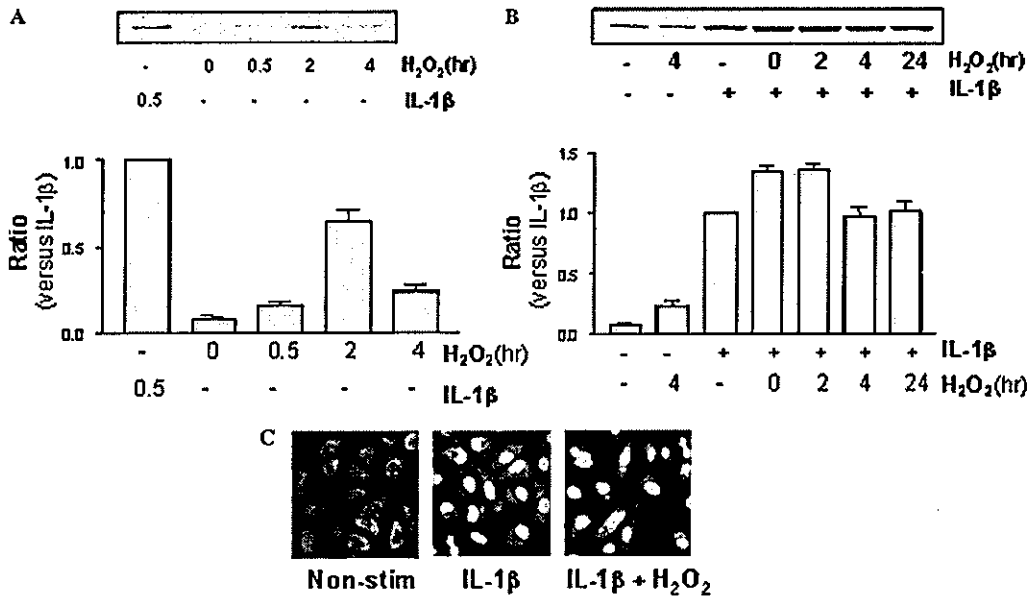 A
- 0 0.5 2 4 H₂O₂(hr)
0.5 - - - - IL-1β
Ratio
(versus IL-1β)
1.0
0.5
0.0
- 0 0.5 2 4 H₂O₂(hr)
0.5 - - - - IL-1β
B
- 4 - 0 2 4 24 H₂O₂(hr)
- - + + + + + IL-1β
Ratio
(versus IL-1β)
1.5
1.0
0.5
0.0
- - + + + + + IL-1β
- 4 - 0 2 4 24 H₂O₂(hr)
C
Non-stim IL-1β IL-1β + H₂O₂